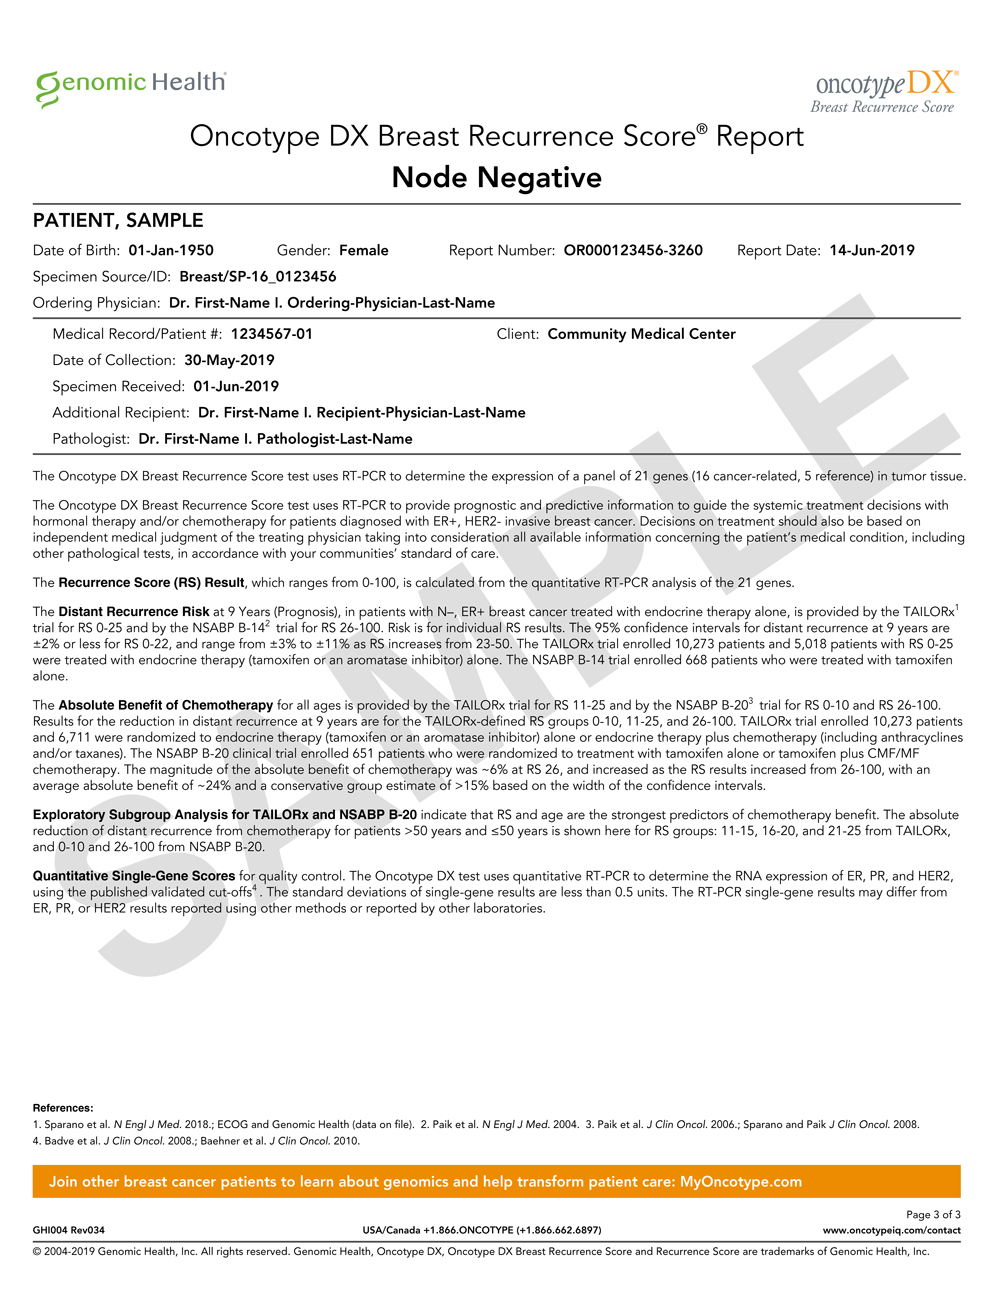 Genomic Health®
oncotypeDX®
Breast Recurrence Score
Oncotype DX Breast Recurrence Score® Report
Node Negative
PATIENT, SAMPLE
Date of Birth: 01-Jan-1950 Gender: Female Report Number: OR000123456-3260 Report Date: 14-Jun-2019
Specimen Source/ID: Breast/SP-16_0123456
Ordering Physician: Dr. First-Name I. Ordering-Physician-Last-Name
Medical Record/Patient #: 1234567-01 Client: Community Medical Center
Date of Collection: 30-May-2019
Specimen Received: 01-Jun-2019
Additional Recipient: Dr. First-Name I. Recipient-Physician-Last-Name
Pathologist: Dr. First-Name I. Pathologist-Last-Name
The Oncotype DX Breast Recurrence Score test uses RT-PCR to determine the expression of a panel of 21 genes (16 cancer-related, 5 reference) in tumor tissue.
The Oncotype DX Breast Recurrence Score test uses RT-PCR to provide prognostic and predictive information to guide the systemic treatment decisions with
hormonal therapy and/or chemotherapy for patients diagnosed with ER+, HER2- invasive breast cancer. Decisions on treatment should also be based on
independent medical judgment of the treating physician taking into consideration all available information concerning the patient's medical condition, including
other pathological tests, in accordance with your communities' standard of care.
The Recurrence Score (RS) Result, which ranges from 0-100, is calculated from the quantitative RT-PCR analysis of the 21 genes.
The Distant Recurrence Risk at 9 Years (Prognosis), in patients with N–, ER+ breast cancer treated with endocrine therapy alone, is provided by the TAILORx1
trial for RS 0-25 and by the NSABP B-142 trial for RS 26-100. Risk is for individual RS results. The 95% confidence intervals for distant recurrence at 9 years are
±2% or less for RS 0-22, and range from ±3% to ±11% as RS increases from 23-50. The TAILORx trial enrolled 10,273 patients and 5,018 patients with RS 0-25
were treated with endocrine therapy (tamoxifen or an aromatase inhibitor) alone. The NSABP B-14 trial enrolled 668 patients who were treated with tamoxifen
alone.
The Absolute Benefit of Chemotherapy for all ages is provided by the TAILORx trial for RS 11-25 and by the NSABP B-203 trial for RS 0-10 and RS 26-100.
Results for the reduction in distant recurrence at 9 years are for the TAILORx-defined RS groups 0-10, 11-25, and 26-100. TAILORx trial enrolled 10,273 patients
and 6,711 were randomized to endocrine therapy (tamoxifen or an aromatase inhibitor) alone or endocrine therapy plus chemotherapy (including anthracyclines
and/or taxanes). The NSABP B-20 clinical trial enrolled 651 patients who were randomized to treatment with tamoxifen alone or tamoxifen plus CMF/MF
chemotherapy. The magnitude of the absolute benefit of chemotherapy was ~6% at RS 26, and increased as the RS results increased from 26-100, with an
average absolute benefit of ~24% and a conservative group estimate of >15% based on the width of the confidence intervals.
Exploratory Subgroup Analysis for TAILORx and NSABP B-20 indicate that RS and age are the strongest predictors of chemotherapy benefit. The absolute
reduction of distant recurrence from chemotherapy for patients >50 years and ≤50 years is shown here for RS groups: 11-15, 16-20, and 21-25 from TAILORx,
and 0-10 and 26-100 from NSABP B-20.
Quantitative Single-Gene Scores for quality control. The Oncotype DX test uses quantitative RT-PCR to determine the RNA expression of ER, PR, and HER2,
using the published validated cut-offs4 . The standard deviations of single-gene results are less than 0.5 units. The RT-PCR single-gene results may differ from
ER, PR, or HER2 results reported using other methods or reported by other laboratories.
SAMPLE
References:
1. Sparano et al. N Engl J Med. 2018.; ECOG and Genomic Health (data on file). 2. Paik et al. N Engl J Med. 2004. 3. Paik et al. J Clin Oncol. 2006.; Sparano and Paik J Clin Oncol. 2008.
4. Badve et al. J Clin Oncol. 2008.; Baehner et al. J Clin Oncol. 2010.
Join other breast cancer patients to learn about genomics and help transform patient care: MyOncotype.com
Page 3 of 3
GHI004 Rev034 USA/Canada +1.866.ONCOTYPE (+1.866.662.6897) www.oncotypeiq.com/contact
© 2004-2019 Genomic Health, Inc. All rights reserved. Genomic Health, Oncotype DX, Oncotype DX Breast Recurrence Score and Recurrence Score are trademarks of Genomic Health, Inc.